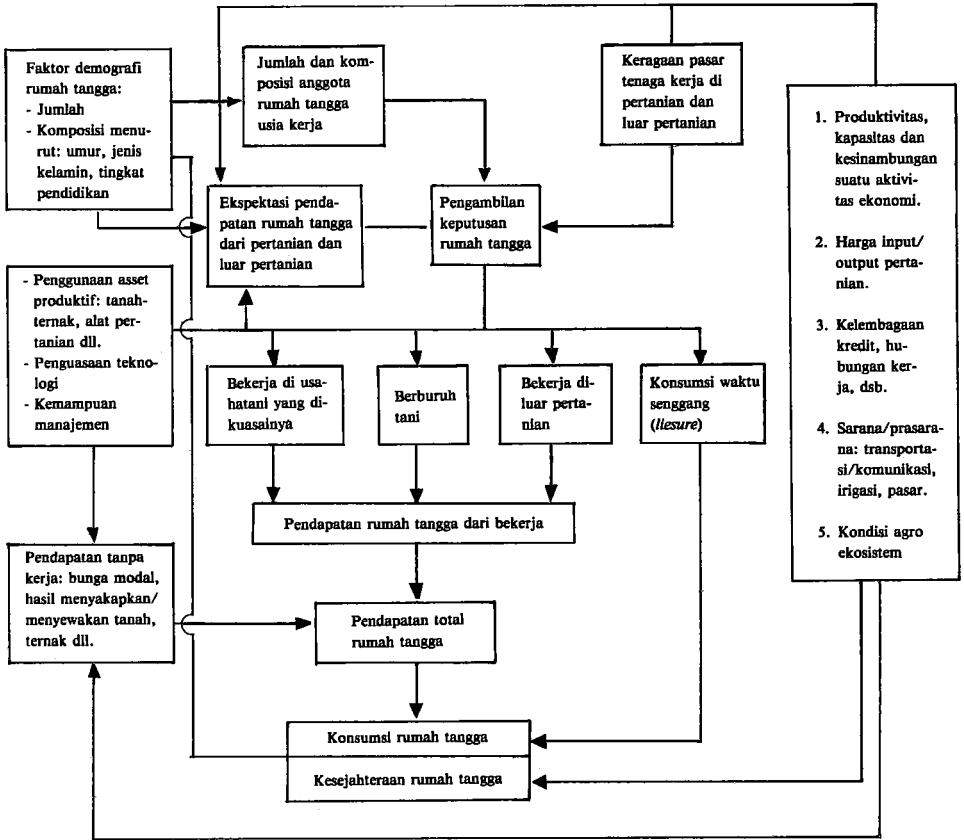 Faktor demografi
rumah tangga:
- Jumlah
- Komposisi menu-
rut: umur, jenis
kelamin, tingkat
pendidikan
Jumlah dan kom-
posisi anggota
rumah tangga
usia kerja
Keragaan pasar
tenaga kerja di
pertanian dan
luar pertanian
1. Produktivitas,
kapasitas dan
kesinambungan
suatu aktivi-
tas ekonomi.
2. Harga input/
output perta-
nian.
3. Kelembagaan
kredit, hu-
bungan ker-
ja, dsb.
4. Sarana/prasara-
na: transporta-
si/komunikasi,
irigasi, pasar.
5. Kondisi agro
ekosistem
Ekspektasi penda-
patan rumah tangga
dari pertanian dan
luar pertanian
Pengambilan
keputusan
rumah tangga
- Penggunaan asset
produktif: tanah-
ternak, alat per-
tanian dll.
- Penguasaan tekno-
logi
- Kemampuan
manajemen
Bekerja di usa-
hatani yang di-
kuasainya
Berburuh
tani
Bekerja di-
luar perta-
nian
Konsumsi waktu
senggang
(liesure)
Pendapatan rumah tangga dari bekerja
Pendapatan tanpa
kerja: bunga modal,
hasil menyakapkan/
menyewakan tanah,
ternak dll.
Pendapatan total
rumah tangga
Konsumsi rumah tangga
Kesejahteraan rumah tangga